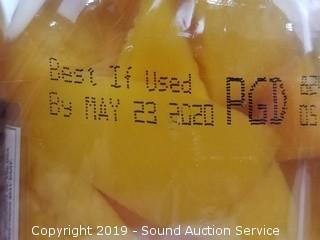 Best If Used
By MAY 23 2020 PGD
Copyright 2019 - Sound Auction Service